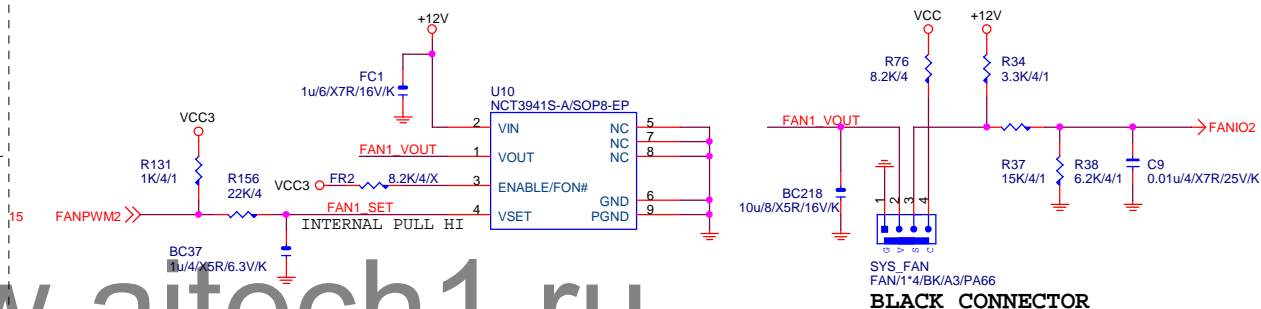 +12V
FC1
1u/6/X7R/16V/K
U10
NCT3941S-A/SOP8-EP
2 VIN
1 VOUT
3 ENABLE/FON#
4 VSET
NC 5
NC 7
NC 8
GND 6
PGND 9
FAN1_VOUT
VCC3
FR2 8.2K/4/X
FAN1_SET
INTERNAL PULL HI
VCC3
R131
1K/4/1
R156
22K/4
15 FANPWM2
BC37
1u/4/X5R/6.3V/K
VCC
+12V
R76
8.2K/4
R34
3.3K/4/1
FAN1_VOUT
FANIO2
R37
15K/4/1
R38
6.2K/4/1
C9
0.01u/4/X7R/25V/K
BC218
10u/8/X5R/16V/K
1 2 3 4
G V S C
SYS_FAN
FAN/1*4/BK/A3/PA66
BLACK CONNECTOR
w.aitech1.ru